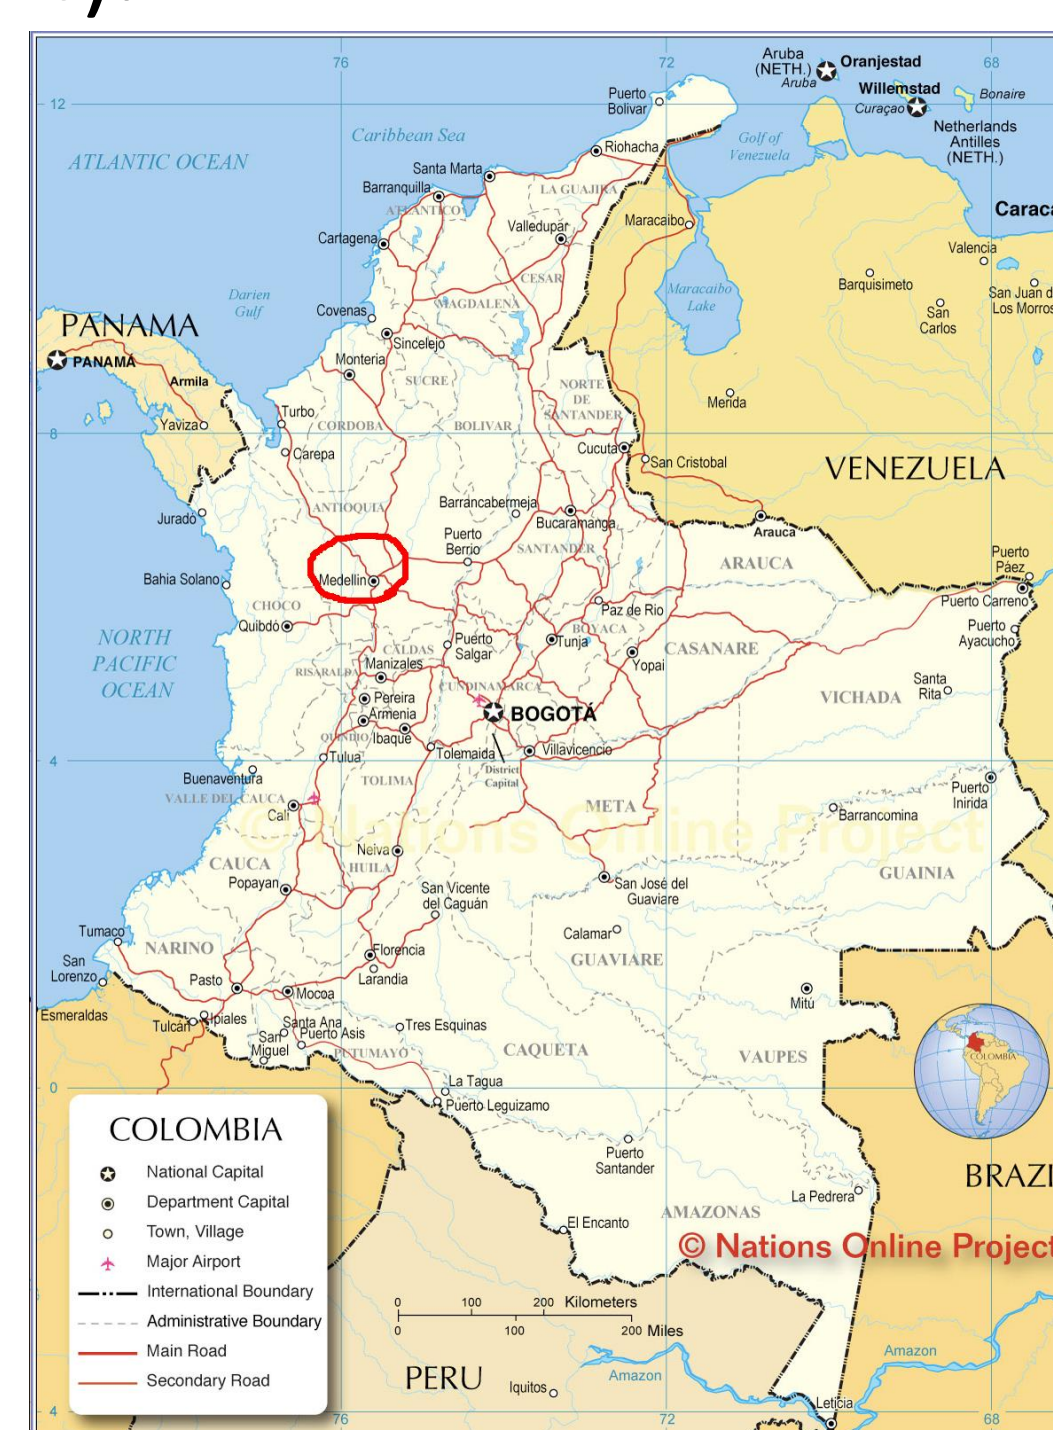 76
72
68
12
Aruba
(NETH.)
Aruba
Oranjestad
Willemstad
Curaçao
Bonaire
Netherlands
Antilles
(NETH.)
Puerto
Bolivar
Caribbean Sea
Golf of
Venezuela
ATLANTIC OCEAN
Riohacha
Santa Marta
LA GUAJIRA
Barranquilla
ATLANTICO
Maracaibo
Valledupar
Cartagena
Valencia
CESAR
Barquisimeto
Maracaibo
Lake
San Juan d
Los Morros
Darien
Gulf
MAGDALENA
Covenas
San
Carlos
PANAMA
PANAMÁ
Sincelejo
Monteria
Armila
SUCRE
NORTE
DE
SANTANDER
Merida
Turbo
Yaviza
CORDOBA
BOLIVAR
8
Carepa
Cucuta
San Cristobal
VENEZUELA
ANTIOQUIA
Barrancabermeja
Juradó
Bucaramanga
Arauca
Puerto
Berrio
SANTANDER
ARAUCA
Puerto
Páez
Bahia Solano
Medellin
Puerto Carreno
CHOCO
Paz de Rio
Quibdó
BOYACA
Puerto
Ayacucho
NORTH
PACIFIC
OCEAN
Puerto
Salgar
Tunja
CALDAS
CASANARE
Manizales
Yopai
RISARALDA
Santa
Rita
CUNDINAMARCA
Pereira
VICHADA
Armenia
BOGOTÁ
QUINDIO
Ibaque
Tulua
Tolemaida
Villavicencio
4
District
Capital
Buenaventura
TOLIMA
VALLE DEL CAUCA
Puerto
Inirida
Cali
META
Barrancomina
© Nations Online Project
Neiva
CAUCA
HUILA
GUAINIA
Popayan
San Vicente
del Caguán
San José del
Guaviare
Tumaco
Calamar
NARINO
Florencia
GUAVIARE
San
Lorenzo
Pasto
Larandia
Mocoa
Mitú
Esmeraldas
Tulcán
Ipiales
Santa Ana
San
Miguel
Puerto Asis
Tres Esquinas
PUTUMAYO
CAQUETA
VAUPES
COLOMBIA
0
La Tagua
Puerto Leguizamo
COLOMBIA
National Capital
Department Capital
Town, Village
Major Airport
International Boundary
Administrative Boundary
Main Road
Secondary Road
Puerto
Santander
La Pedrera
BRAZI
AMAZONAS
El Encanto
© Nations Online Project
0 100 200 Kilometers
0 100 200 Miles
PERU
Iquitos
Amazon
Amazon
Leticia
4
76
72
68